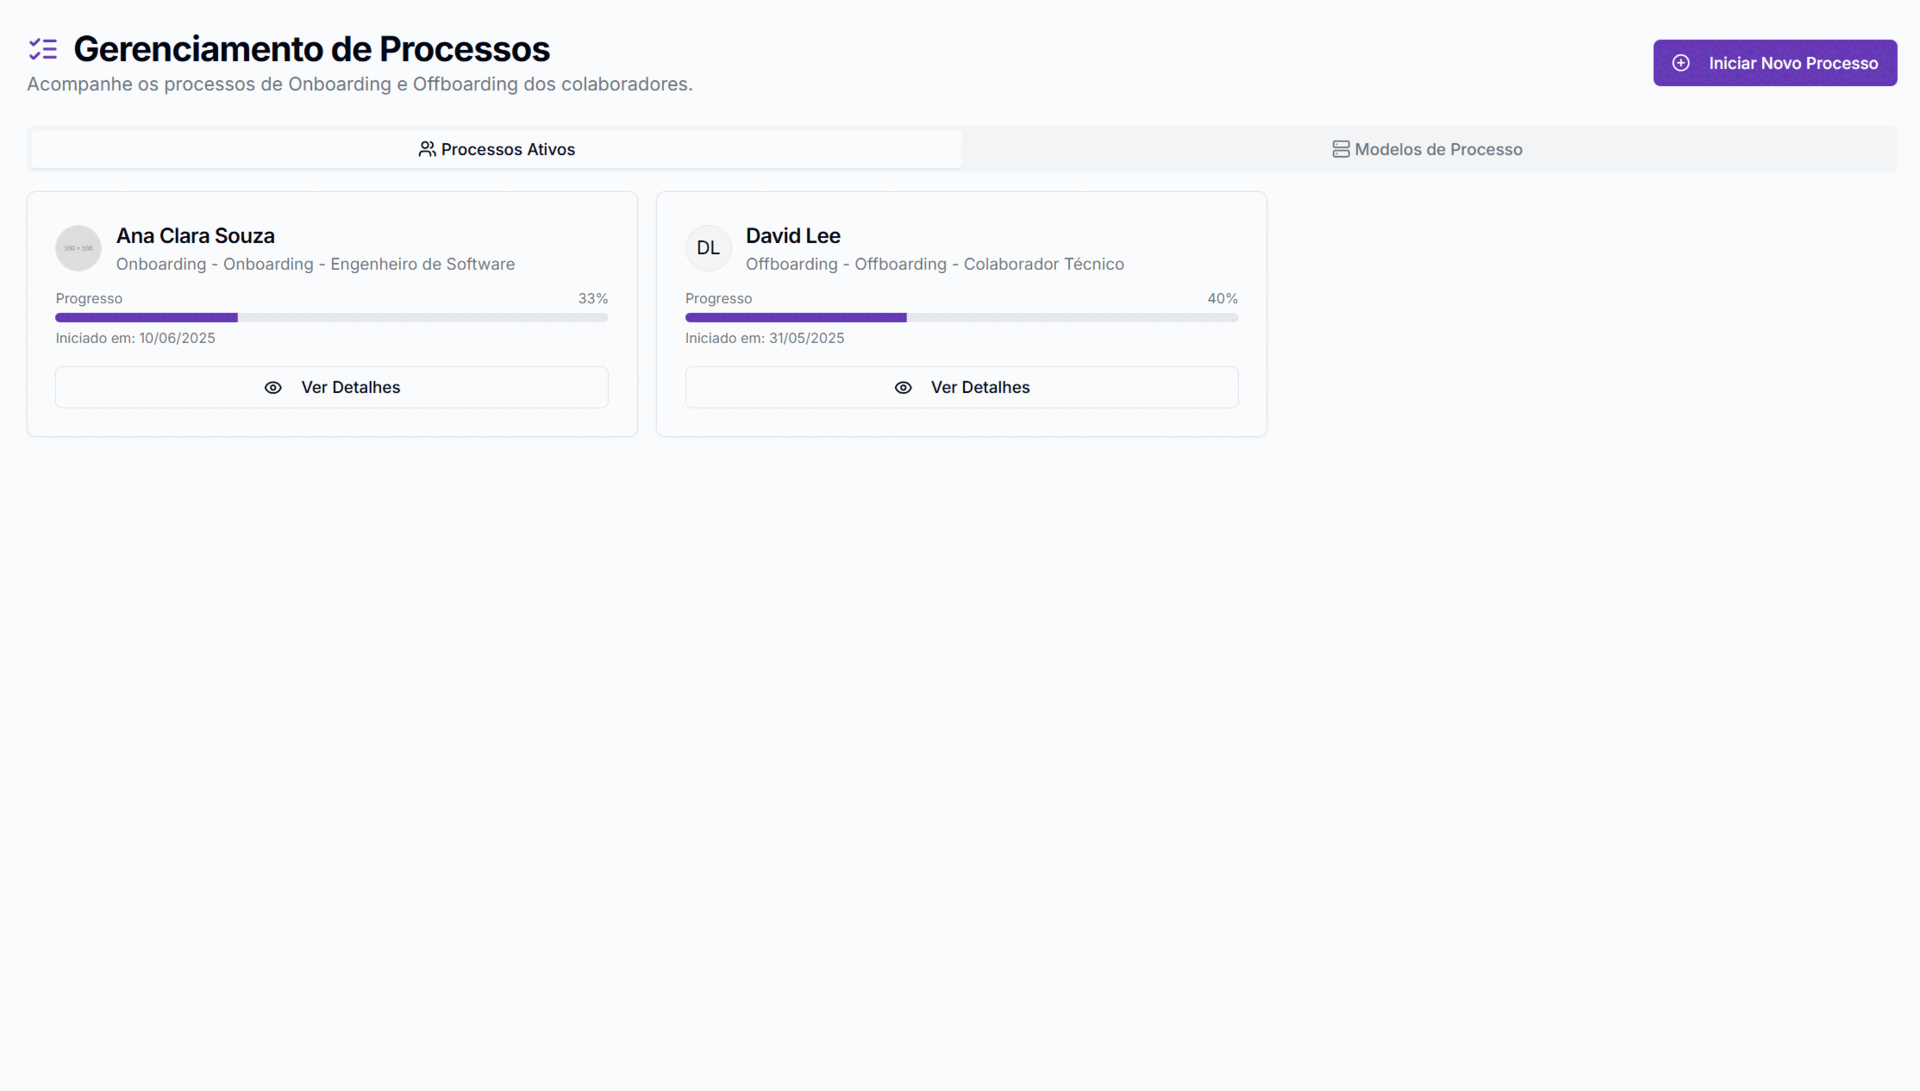 Gerenciamento de Processos
Acompanhe os processos de Onboarding e Offboarding dos colaboradores.
Iniciar Novo Processo
Processos Ativos
Modelos de Processo
100 × 100
Ana Clara Souza
Onboarding - Onboarding - Engenheiro de Software
Progresso 33%
Iniciado em: 10/06/2025
Ver Detalhes
DL
David Lee
Offboarding - Offboarding - Colaborador Técnico
Progresso 40%
Iniciado em: 31/05/2025
Ver Detalhes